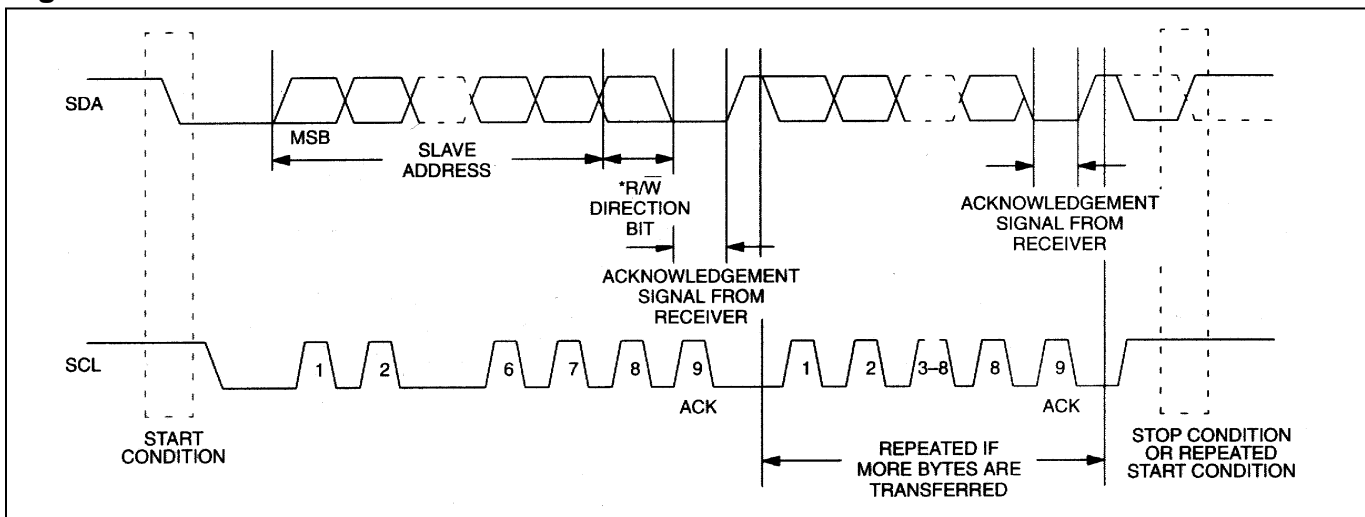 SDA
MSB
SLAVE
ADDRESS
*R/W̅
DIRECTION
BIT
ACKNOWLEDGEMENT
SIGNAL FROM
RECEIVER
ACKNOWLEDGEMENT
SIGNAL FROM
RECEIVER
SCL
1
2
6
7
8
9
1
2
3–8
8
9
ACK
ACK
START
CONDITION
REPEATED IF
MORE BYTES ARE
TRANSFERRED
STOP CONDITION
OR REPEATED
START CONDITION